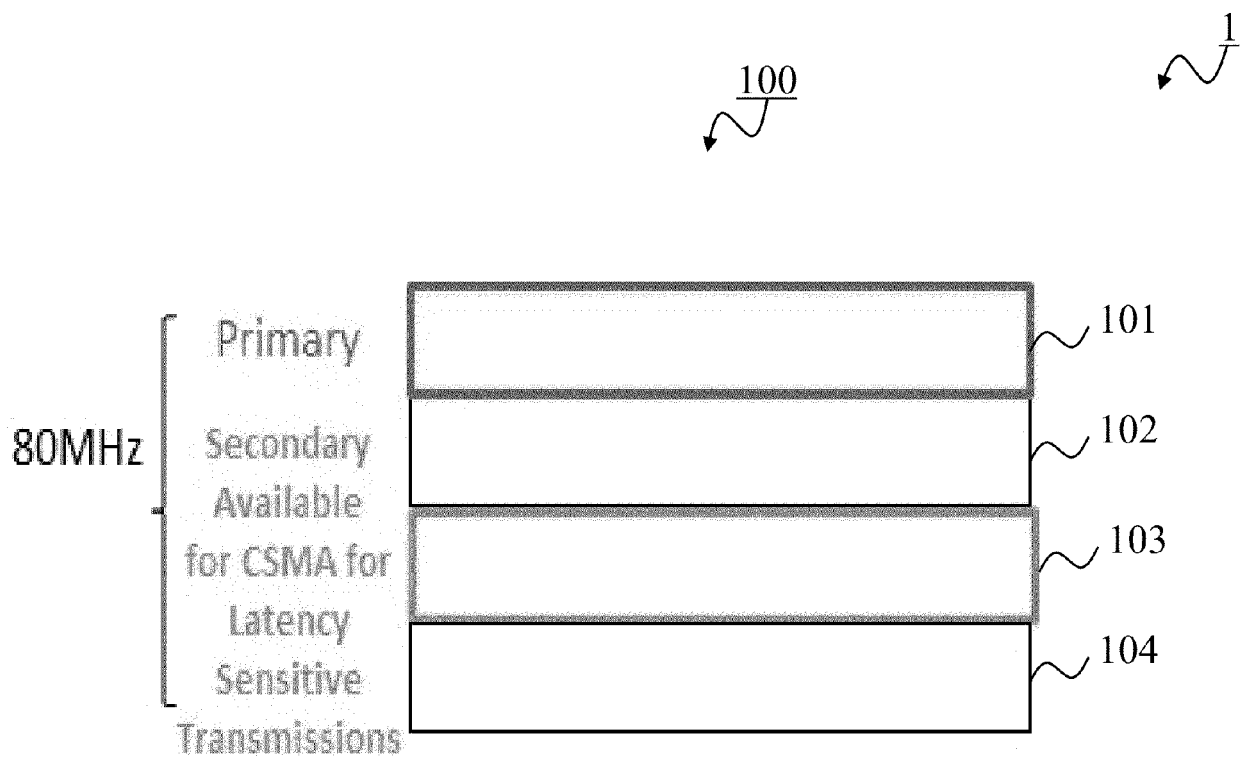 1
100
Primary
101
80MHz
Secondary
Available
for CSMA for
Latency
Sensitive
Transmissions
102
103
104